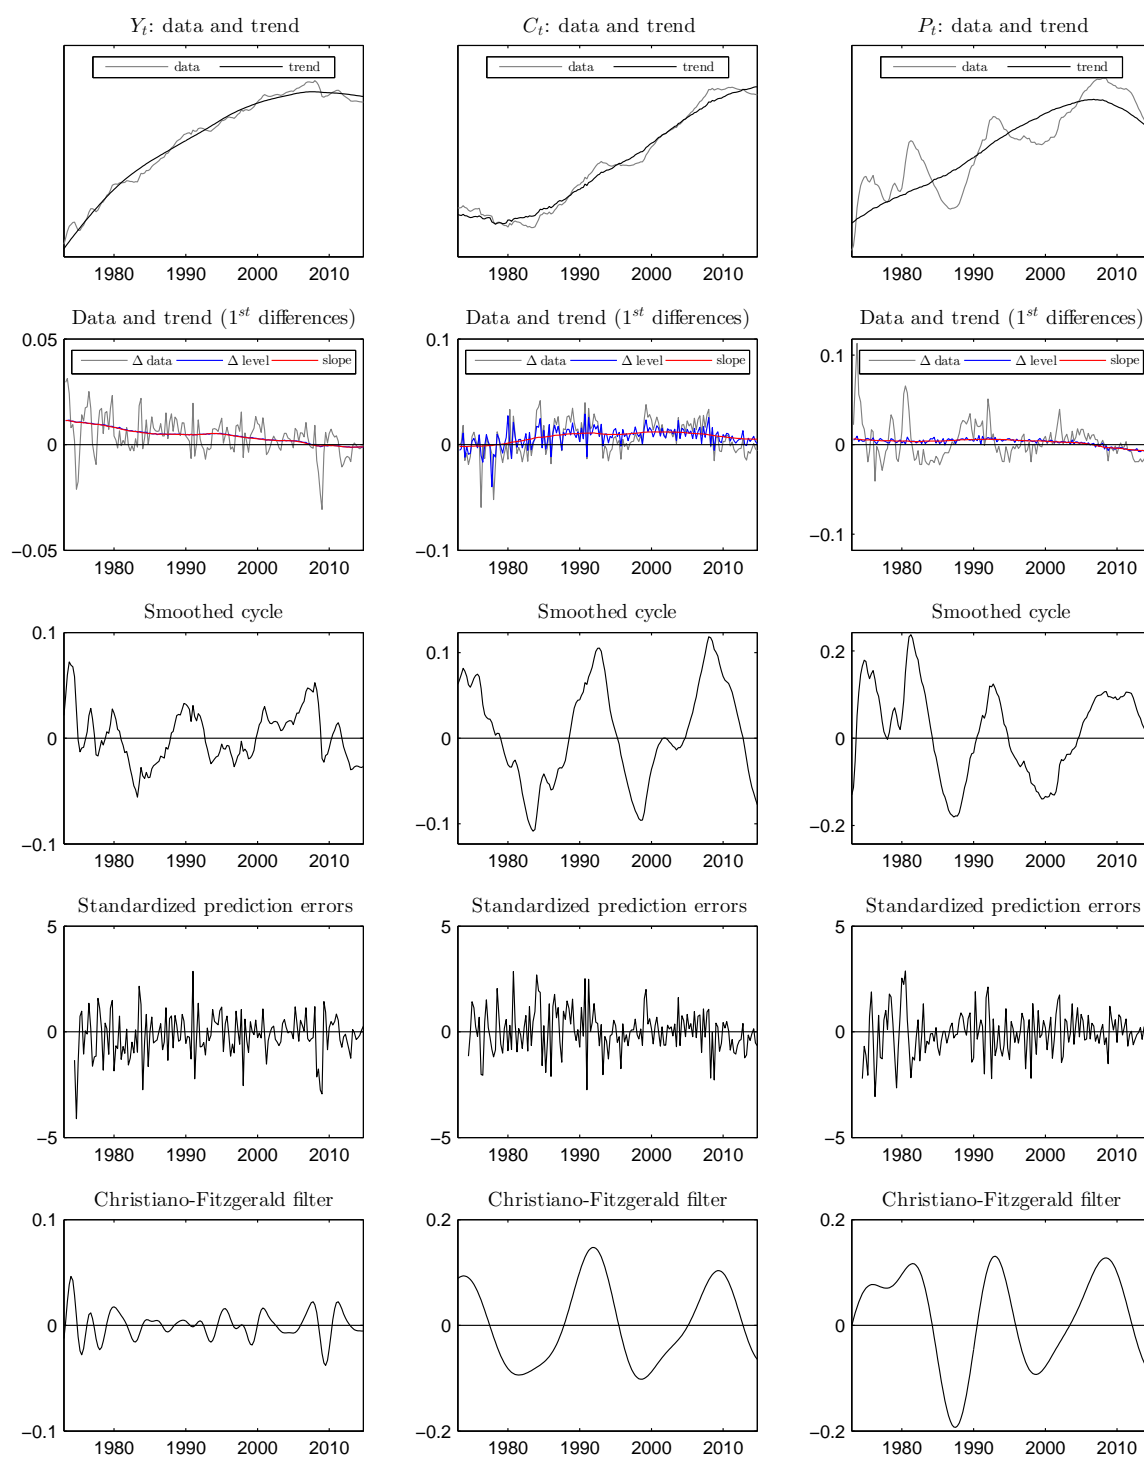 Y_t: data and trend C_t: data and trend P_t: data and trend
data trend data trend data trend
1980 1990 2000 2010 1980 1990 2000 2010 1980 1990 2000 2010
Data and trend (1^{st} differences) Data and trend (1^{st} differences) Data and trend (1^{st} differences)
0.05 0.1 0.1
Δ data Δ level slope Δ data Δ level slope Δ data Δ level slope
0 0 0
−0.05 −0.1 −0.1
1980 1990 2000 2010 1980 1990 2000 2010 1980 1990 2000 2010
Smoothed cycle Smoothed cycle Smoothed cycle
0.1 0.1 0.2
0 0 0
−0.1 −0.1 −0.2
1980 1990 2000 2010 1980 1990 2000 2010 1980 1990 2000 2010
Standardized prediction errors Standardized prediction errors Standardized prediction errors
5 5 5
0 0 0
−5 −5 −5
1980 1990 2000 2010 1980 1990 2000 2010 1980 1990 2000 2010
Christiano-Fitzgerald filter Christiano-Fitzgerald filter Christiano-Fitzgerald filter
0.1 0.2 0.2
0 0 0
−0.1 −0.2 −0.2
1980 1990 2000 2010 1980 1990 2000 2010 1980 1990 2000 2010